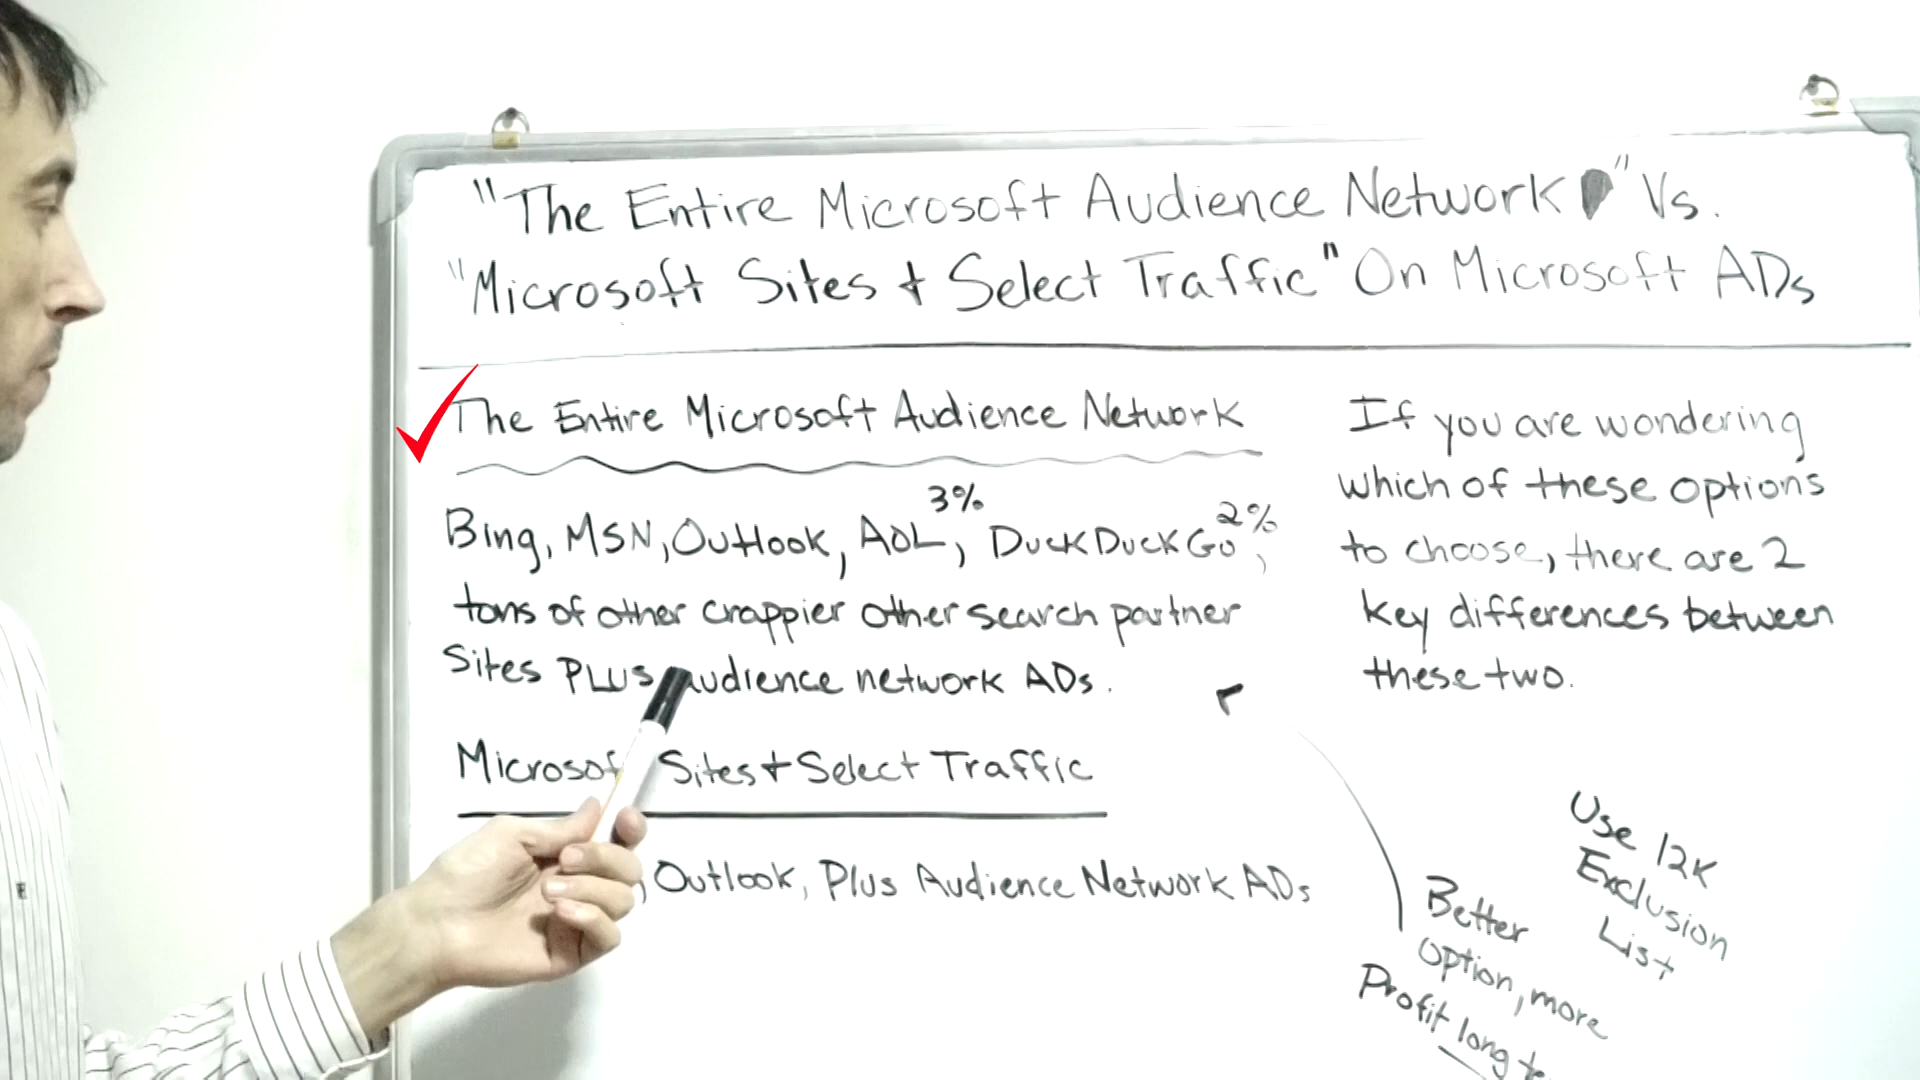 "The Entire Microsoft Audience Network" Vs.
"Microsoft Sites & Select Traffic" On Microsoft ADs
The Entire Microsoft Audience Network
3%
2%
Bing, MSN, Outlook, AOL, DuckDuckGo,
tons of other crappier other search partner
Sites PLUS audience network ADs.
Microsoft Sites & Select Traffic
, Outlook, Plus Audience Network ADs
If you are wondering
which of these options
to choose, there are 2
key differences between
these two.
Use 12K
Exclusion
List
Better
option, more
Profit long